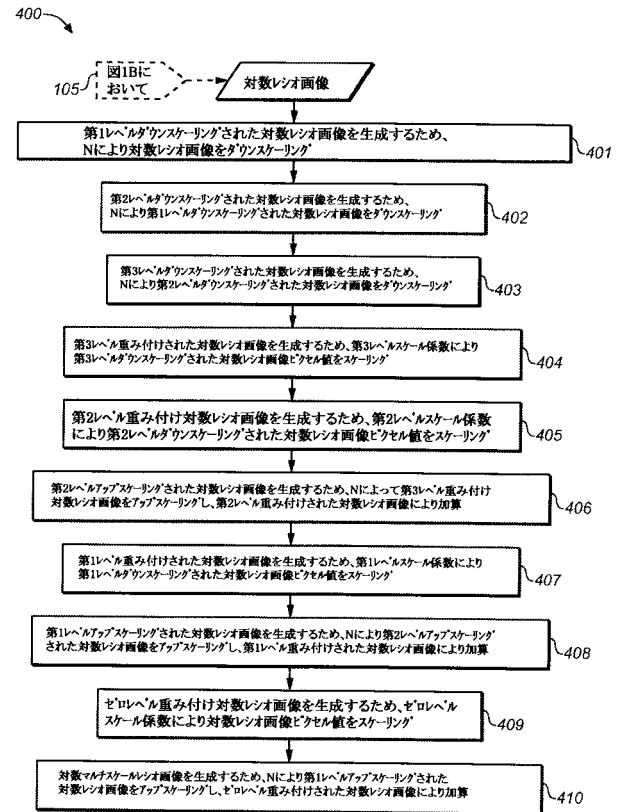 400
図1Bに
おいて
105
対数レシオ画像
第1レベルダウンスケーリングされた対数レシオ画像を生成するため、
Nにより対数レシオ画像をダウンスケーリング
401
第2レベルダウンスケーリングされた対数レシオ画像を生成するため、
Nにより第1レベルダウンスケーリングされた対数レシオ画像をダウンスケーリング
402
第3レベルダウンスケーリングされた対数レシオ画像を生成するため、
Nにより第2レベルダウンスケーリングされた対数レシオ画像をダウンスケーリング
403
第3レベル重み付けされた対数レシオ画像を生成するため、第3レベルスケール係数により
第3レベルダウンスケーリングされた対数レシオ画像ピクセル値をスケーリング
404
第2レベル重み付け対数レシオ画像を生成するため、第2レベルスケール係数
により第2レベルダウンスケーリングされた対数レシオ画像ピクセル値をスケーリング
405
第2レベルアップスケーリングされた対数レシオ画像を生成するため、Nによって第3レベル重み付け
対数レシオ画像をアップスケーリングし、第2レベル重み付けされた対数レシオ画像により加算
406
第1レベル重み付けされた対数レシオ画像を生成するため、第1レベルスケール係数により
第1レベルダウンスケーリングされた対数レシオ画像ピクセル値をスケーリング
407
第1レベルアップスケーリングされた対数レシオ画像を生成するため、Nにより第2レベルアップスケーリング
された対数レシオ画像をアップスケーリングし、第1レベル重み付けされた対数レシオ画像により加算
408
ゼロレベル重み付け対数レシオ画像を生成するため、ゼロレベル
スケール係数により対数レシオ画像ピクセル値をスケーリング
409
対数マルチスケールレシオ画像を生成するため、Nにより第1レベルアップスケーリングされた
対数レシオ画像をアップスケーリングし、ゼロレベル重み付けされた対数レシオ画像により加算
410